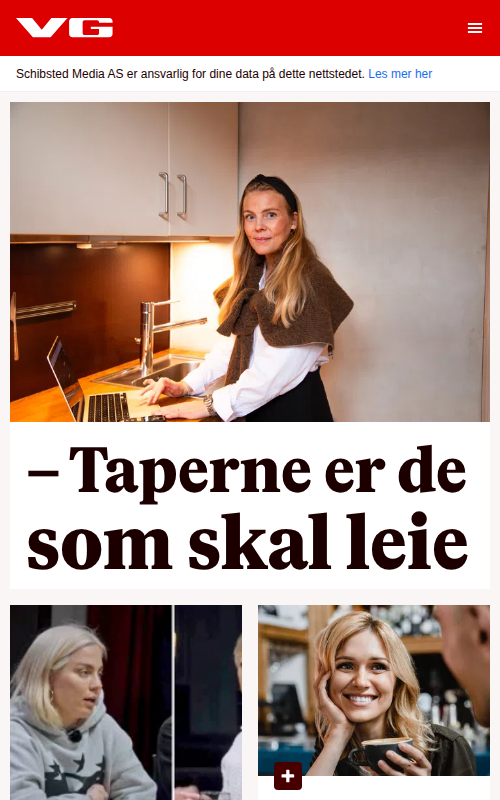 VG
Schibsted Media AS er ansvarlig for dine data på dette nettstedet. Les mer her
– Taperne er de
som skal leie